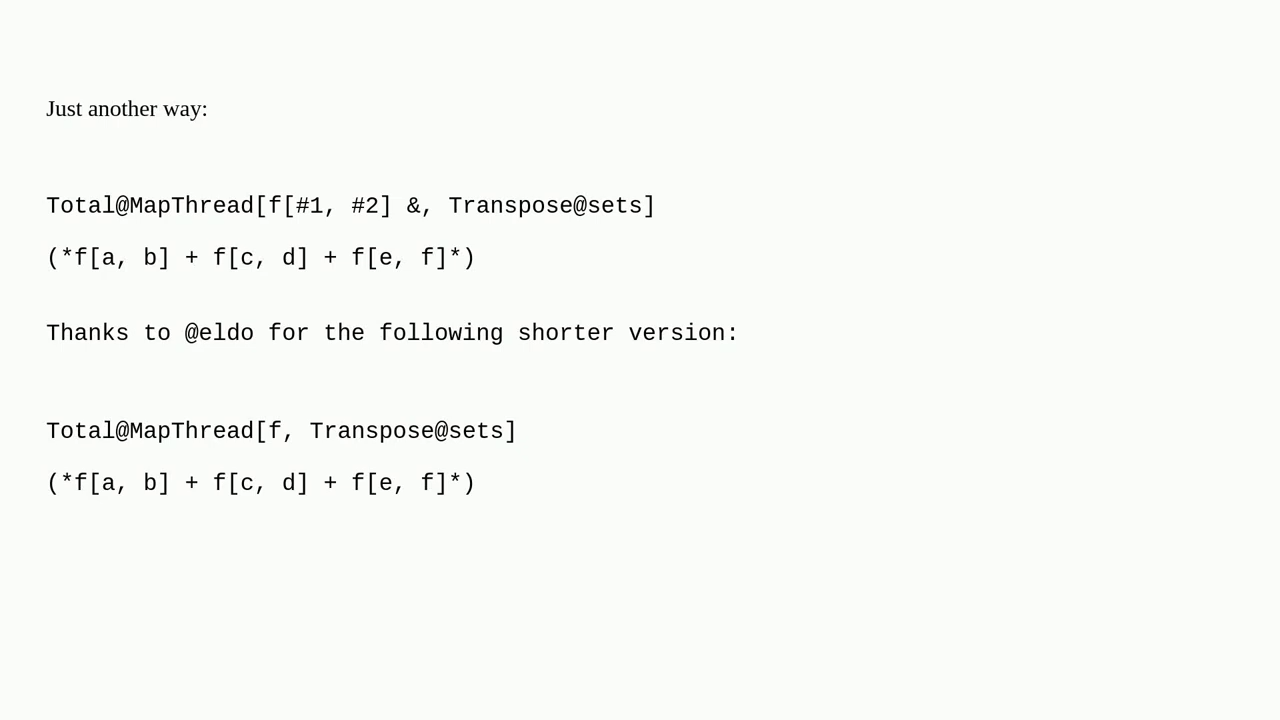 Just another way:
Total@MapThread[f[#1, #2] &, Transpose@sets]
(*f[a, b] + f[c, d] + f[e, f]*)
Thanks to @eldo for the following shorter version:
Total@MapThread[f, Transpose@sets]
(*f[a, b] + f[c, d] + f[e, f]*)